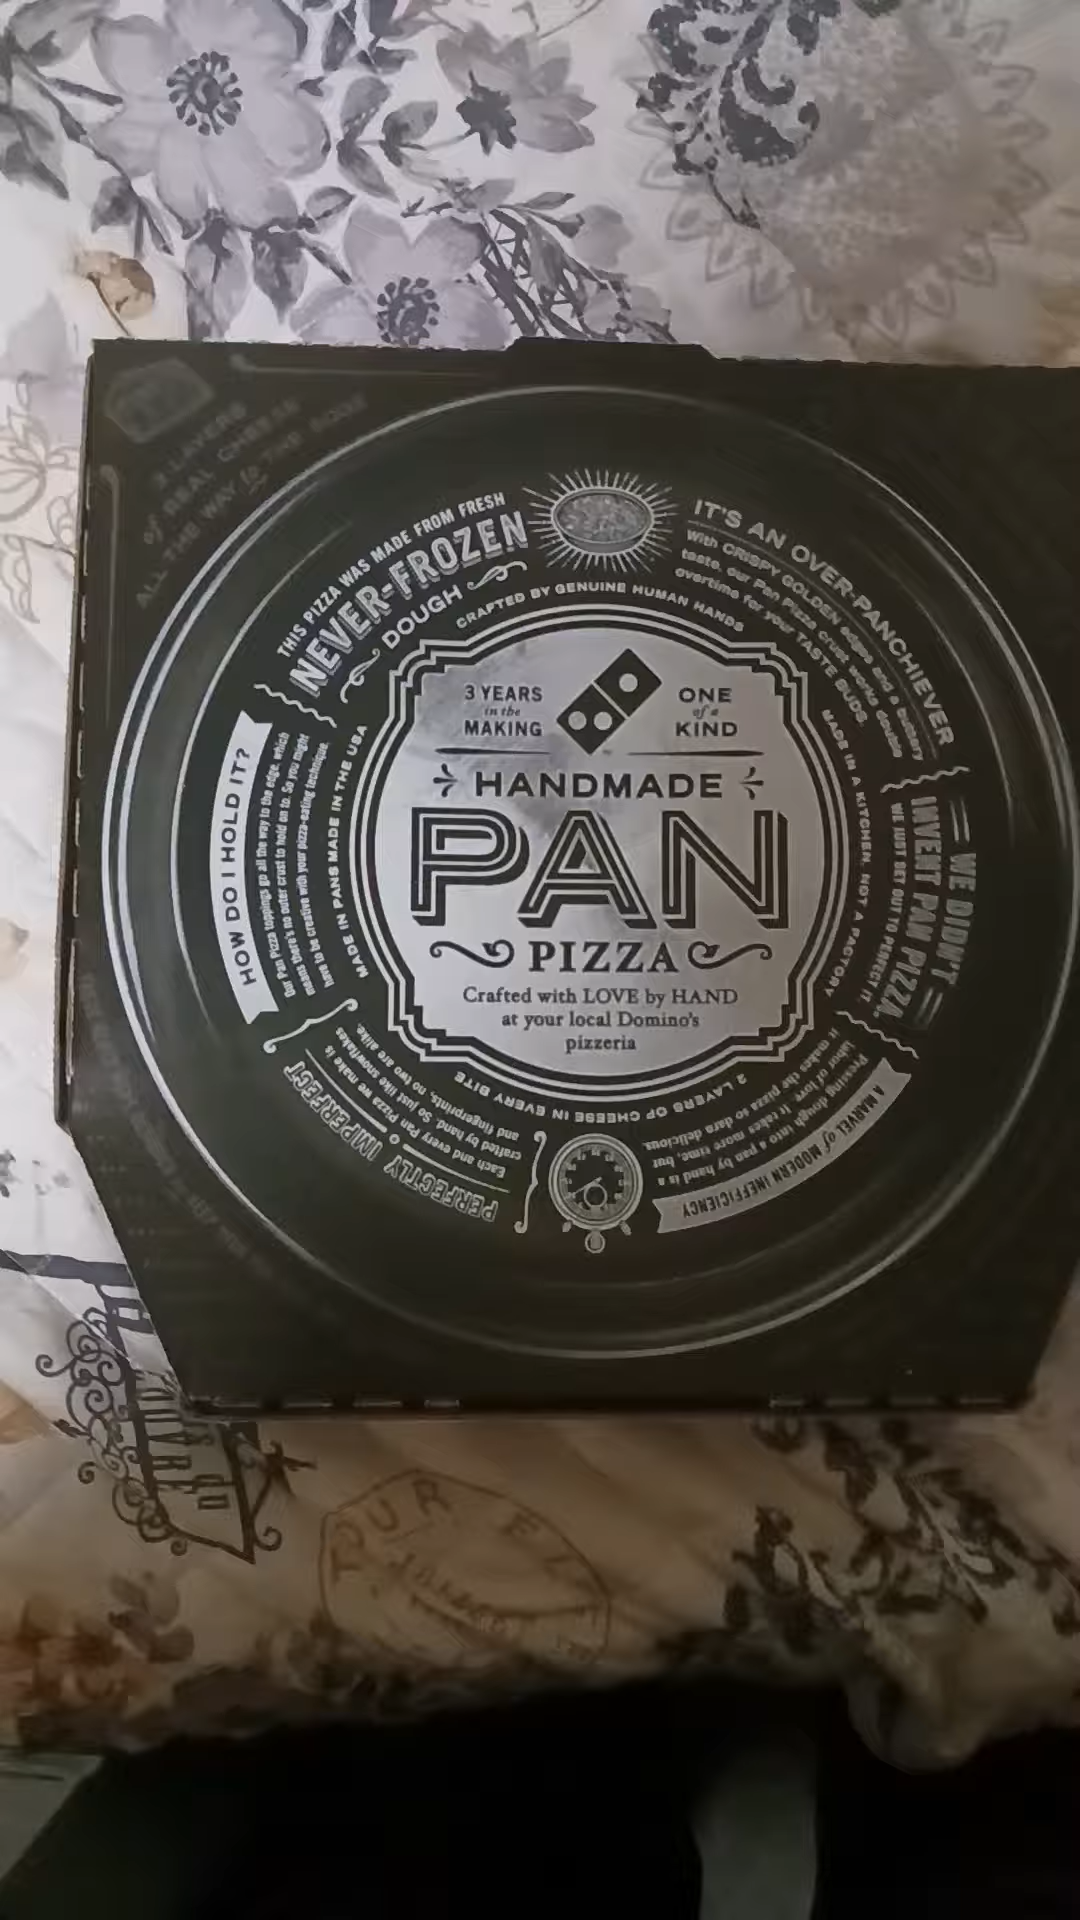 2 LAYERS
of REAL CHEESE
ALL THE WAY to THE EDGE
THIS PIZZA WAS MADE FROM FRESH
NEVER-FROZEN
DOUGH
CRAFTED BY GENUINE HUMAN HANDS
IT'S AN OVER-PANCHIEVER
With CRISPY GOLDEN edges and a buttery
taste, our Pan Pizza crust works double
overtime for your TASTE BUDS.
MADE IN A KITCHEN, NOT A FACTORY
= WE DIDN'T =
INVENT PAN PIZZA.
WE JUST SET OUT TO PERFECT IT.
A MARVEL of MODERN INEFFICIENCY
Pressing dough into a pan by hand is a
labor of love. It takes more time, but
it makes the pizza so darn delicious
2 LAYERS OF CHEESE IN EVERY BITE
PERFECTLY IMPERFECT
Each and every Pan Pizza we make is
crafted by hand. So just like snowflakes
and fingerprints, no two are alike.
HOW DO I HOLD IT?
Our Pan Pizza toppings go all the way to the edge, which
means there's no outer crust to hold on to. So you might
have to be creative with your pizza-eating technique.
MADE IN PANS MADE IN THE USA
3 YEARS
in the
MAKING
ONE
of a
KIND
HANDMADE
PAN
PIZZA
Crafted with LOVE by HAND
at your local Domino's
pizzeria
TOUR E